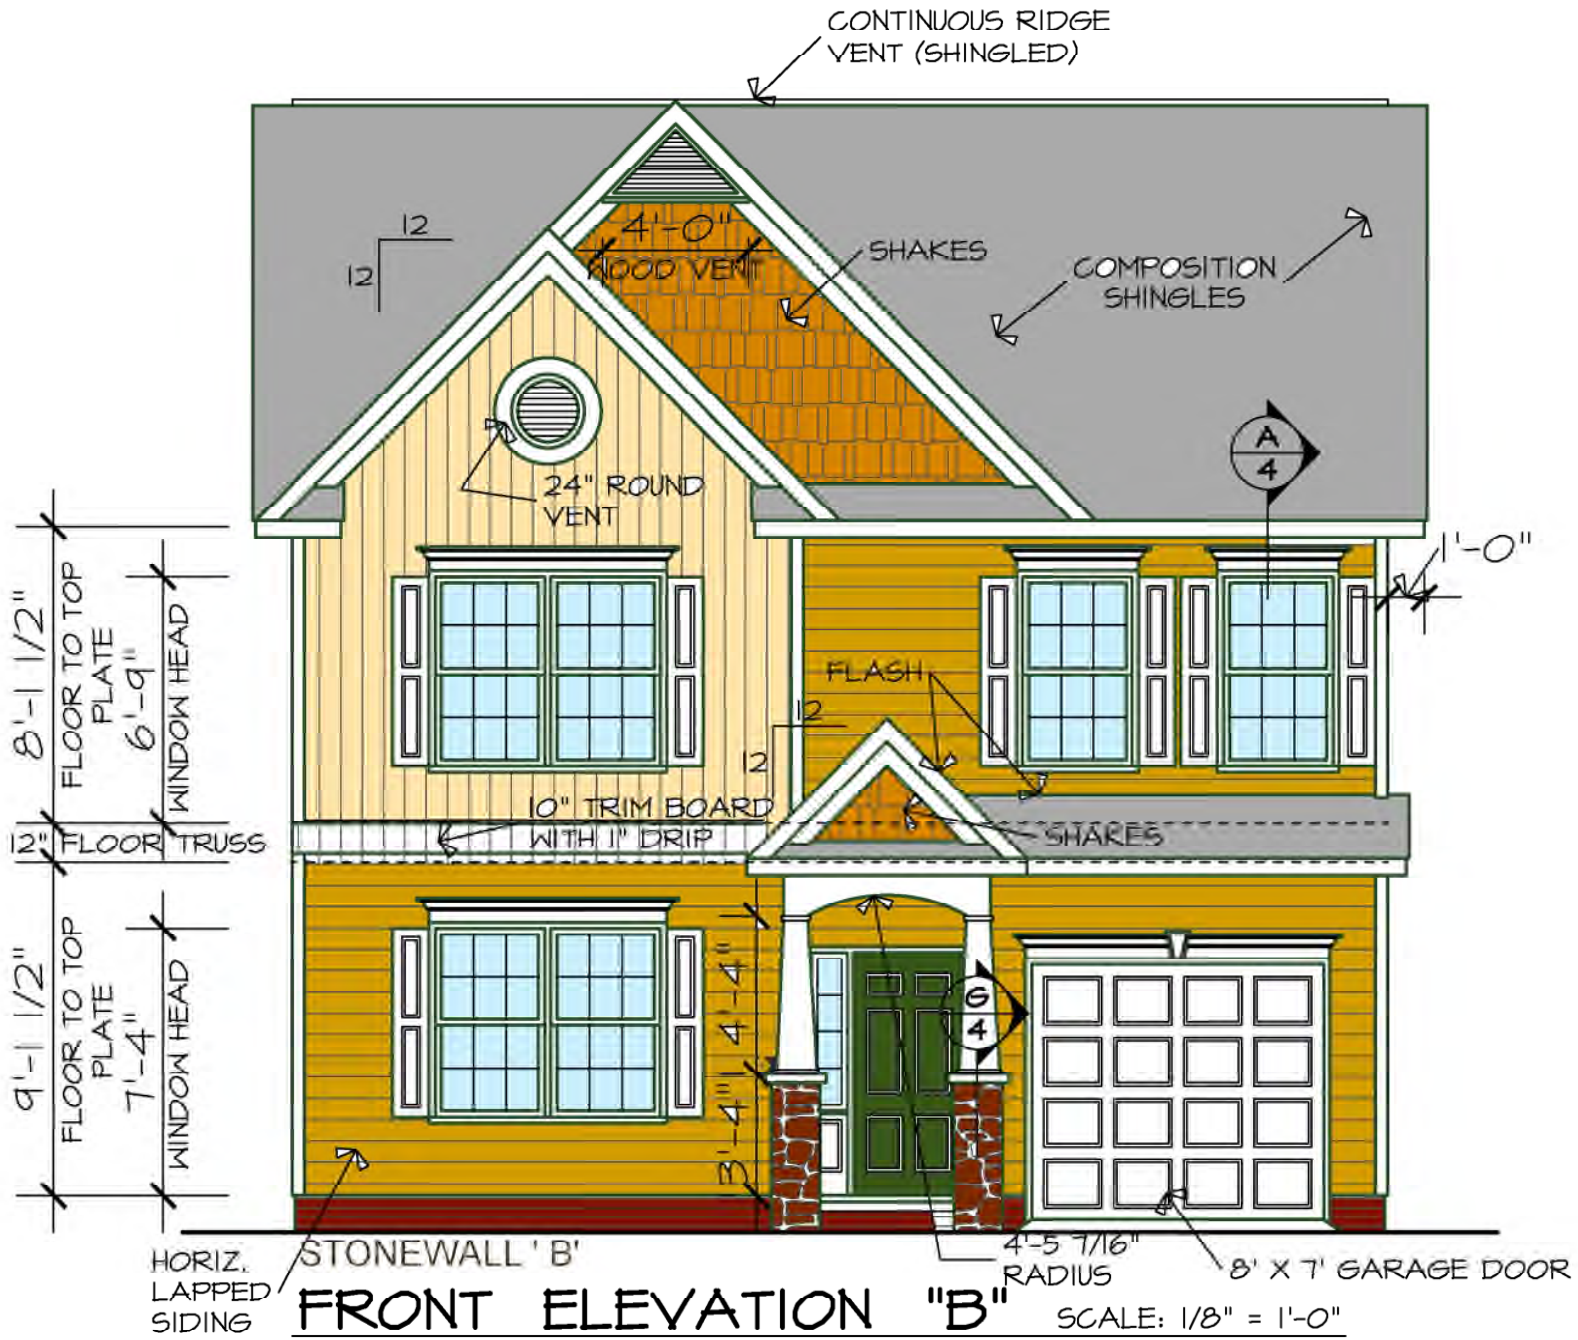 CONTINUOUS RIDGE
VENT (SHINGLED)
12
12
4'-0"
WOOD VENT
SHAKES
COMPOSITION
SHINGLES
A
4
24" ROUND
VENT
1'-0"
8'-1 1/2"
FLOOR TO TOP
PLATE
6'-9"
WINDOW HEAD
FLASH
12
12
10" TRIM BOARD
WITH 1" DRIP
SHAKES
12" FLOOR TRUSS
9'-1 1/2"
FLOOR TO TOP
PLATE
7'-4"
WINDOW HEAD
4'-4"
3'-4"
G
4
HORIZ.
LAPPED
SIDING
4'-5 7/16"
RADIUS
8' X 7' GARAGE DOOR
STONEWALL ' B'
FRONT ELEVATION "B"
SCALE: 1/8" = 1'-0"